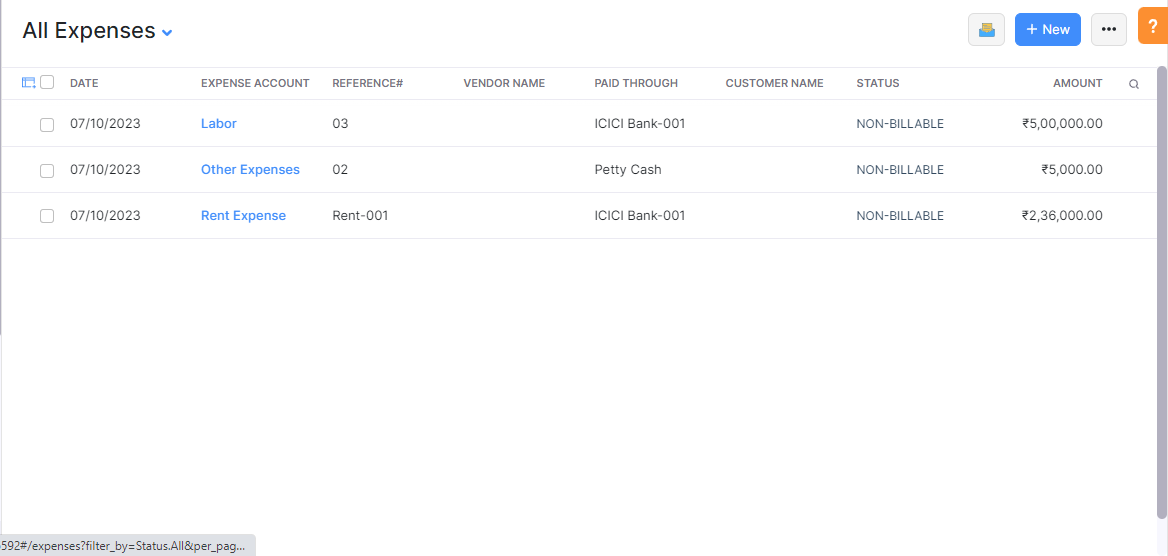 All Expenses
+ New
•••
?
DATE EXPENSE ACCOUNT REFERENCE# VENDOR NAME PAID THROUGH CUSTOMER NAME STATUS AMOUNT
07/10/2023 Labor 03 ICICI Bank-001 NON-BILLABLE ₹5,00,000.00
07/10/2023 Other Expenses 02 Petty Cash NON-BILLABLE ₹5,000.00
07/10/2023 Rent Expense Rent-001 ICICI Bank-001 NON-BILLABLE ₹2,36,000.00
592#/expenses?filter_by=Status.All&per_pag...